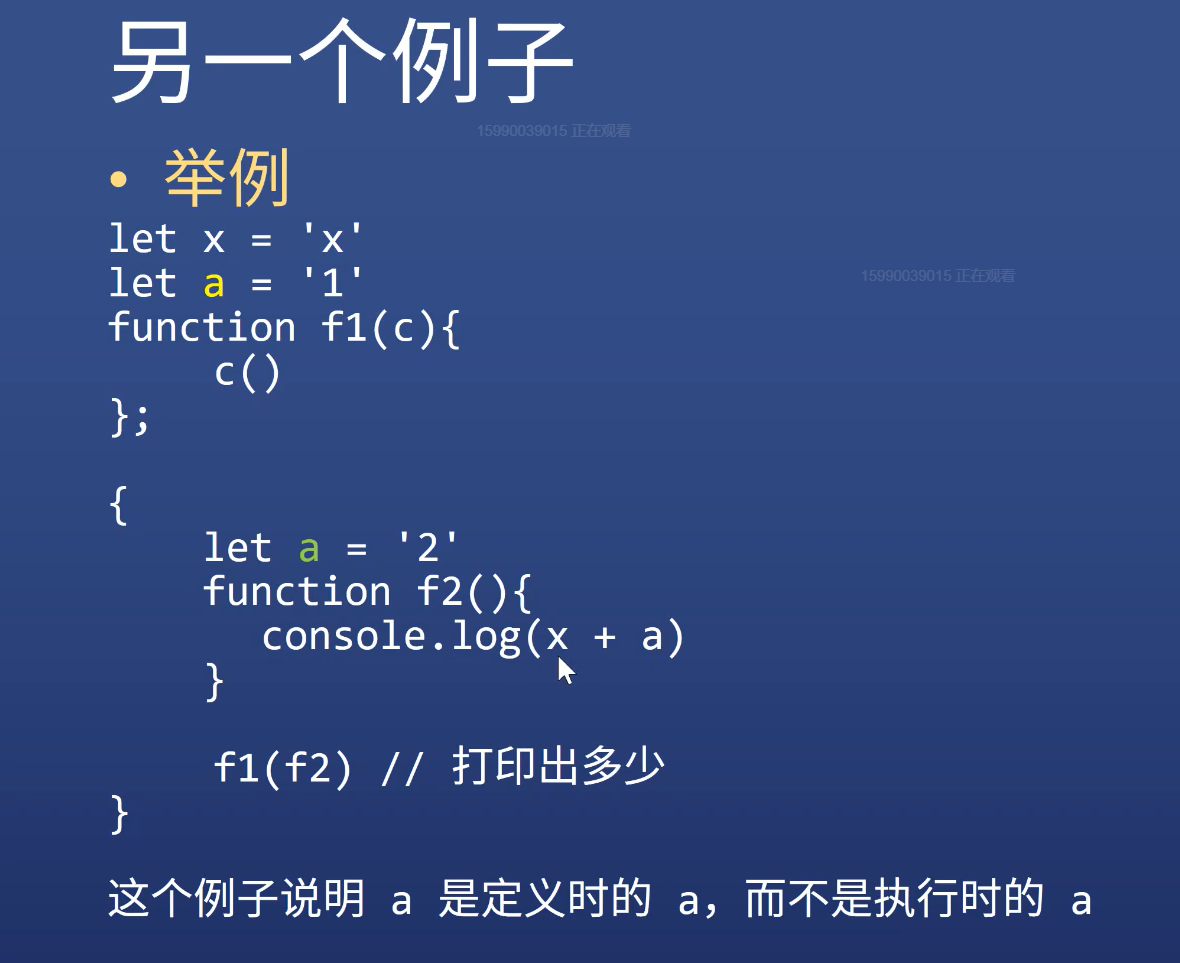 另一个例子
15990039015 正在观看
• 举例
let x = 'x'
15990039015 正在观看
let a = '1'
function f1(c){
c()
};
{
let a = '2'
function f2(){
console.log(x + a)
}
f1(f2) // 打印出多少
}
这个例子说明 a 是定义时的 a，而不是执行时的 a